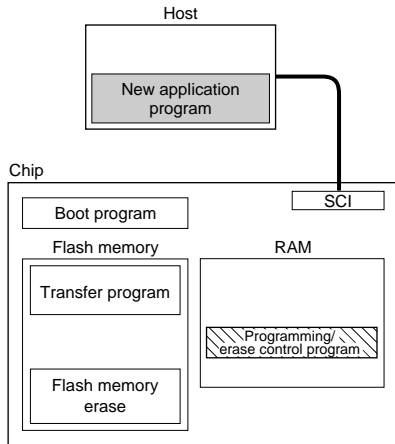 Host
New application
program
Chip
SCI
Boot program
Flash memory
RAM
Transfer program
Programming/
erase control program
Flash memory
erase